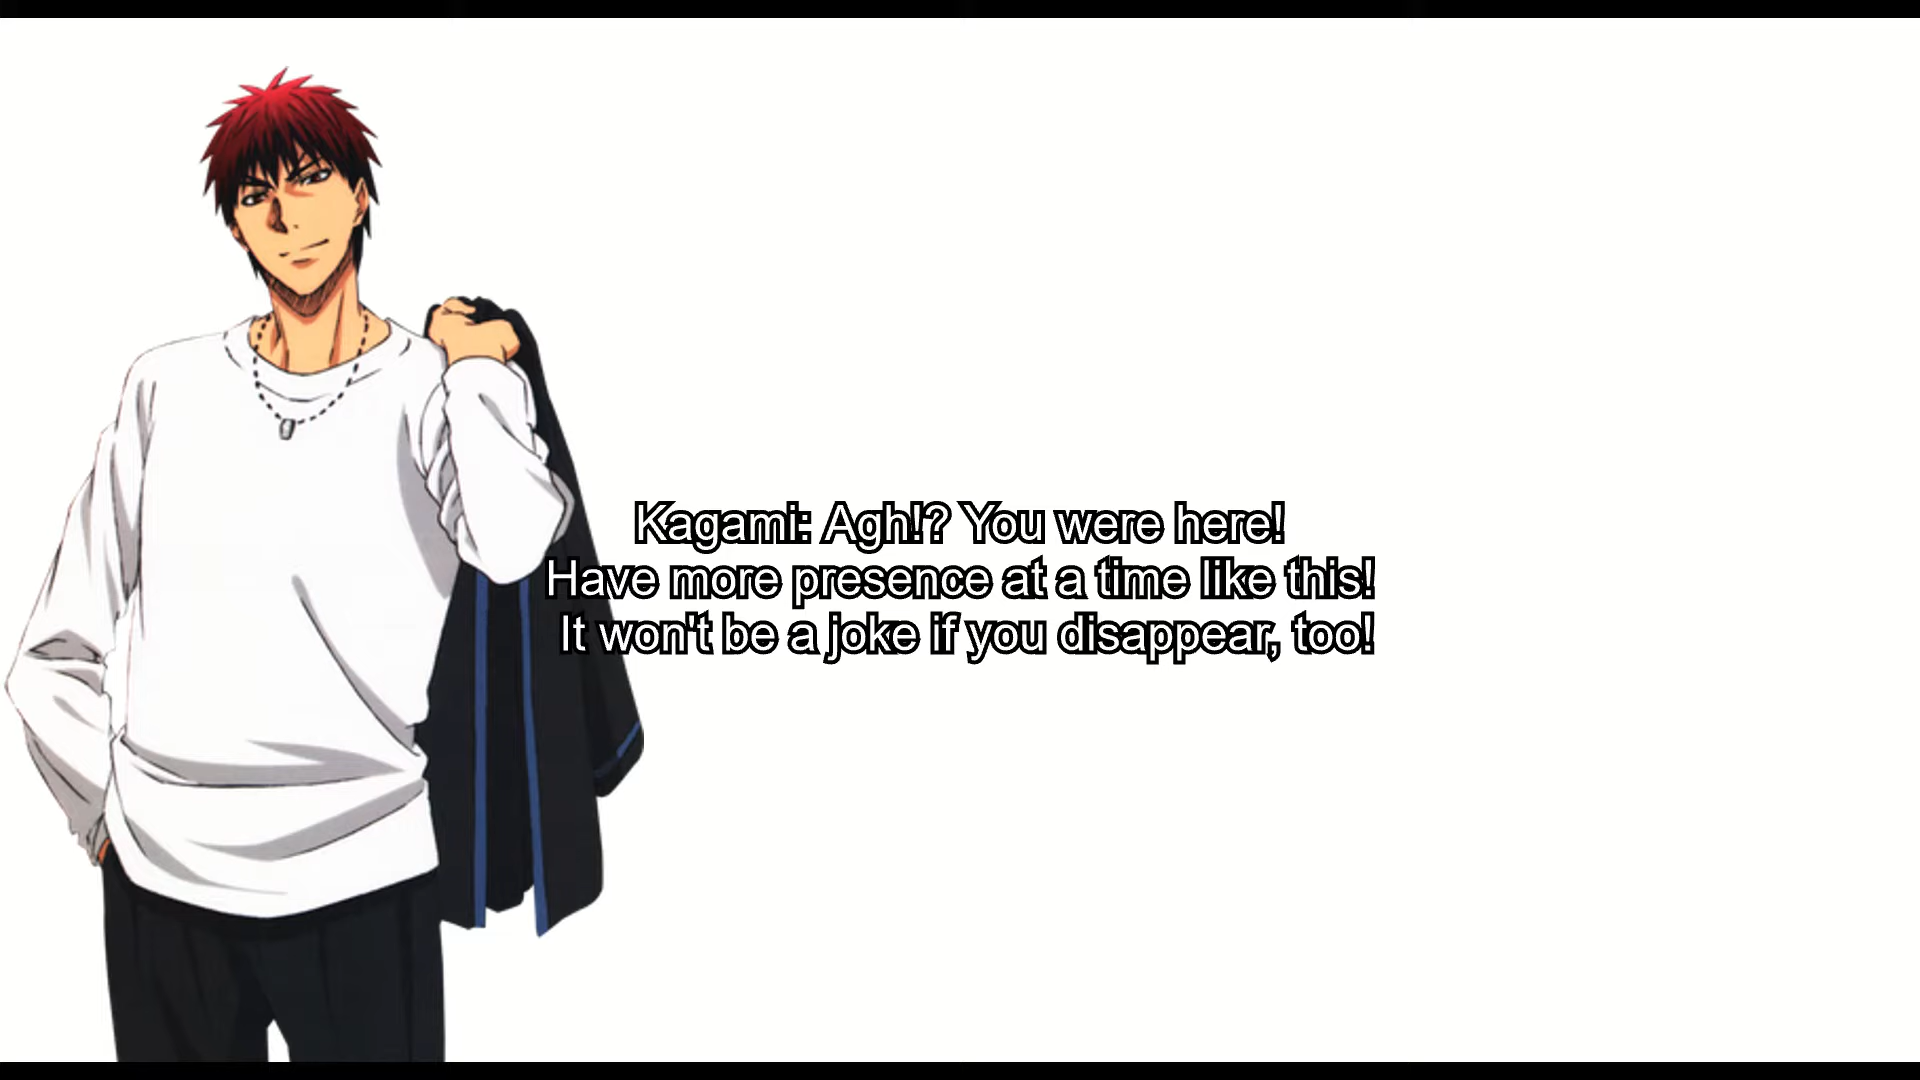 Kagami: Agh!? You were here!
Have more presence at a time like this!
It won't be a joke if you disappear, too!